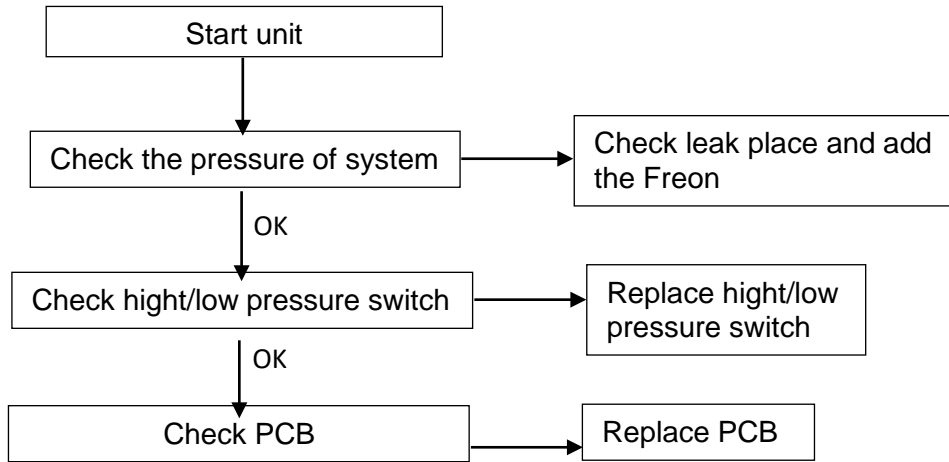 Start unit
Check the pressure of system
Check leak place and add
the Freon
OK
Check hight/low pressure switch
Replace hight/low
pressure switch
OK
Check PCB
Replace PCB